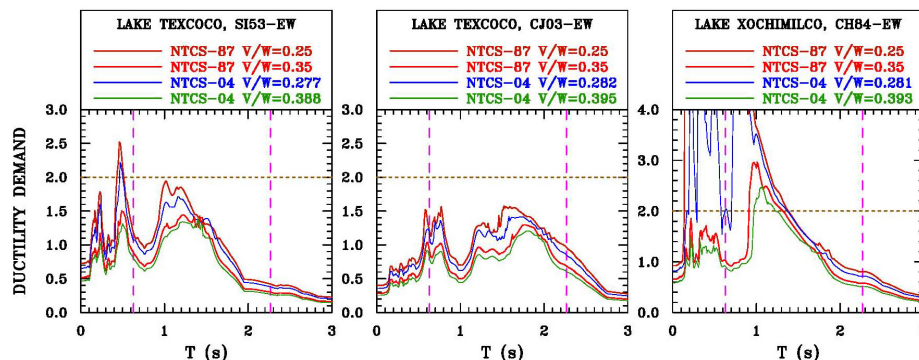 LAKE TEXCOCO, SI53-EW
NTCS-87 V/W=0.25
NTCS-87 V/W=0.35
NTCS-04 V/W=0.277
NTCS-04 V/W=0.388
LAKE TEXCOCO, CJ03-EW
NTCS-87 V/W=0.25
NTCS-87 V/W=0.35
NTCS-04 V/W=0.282
NTCS-04 V/W=0.395
LAKE XOCHIMILCO, CH84-EW
NTCS-87 V/W=0.25
NTCS-87 V/W=0.35
NTCS-04 V/W=0.281
NTCS-04 V/W=0.393
DUCTILITY DEMAND
3.0
2.5
2.0
1.5
1.0
0.5
0.0
0 1 2 3
T (s)
3.0
2.5
2.0
1.5
1.0
0.5
0.0
0 1 2 3
T (s)
4.0
3.0
2.0
1.0
0.0
0 1 2
T (s)